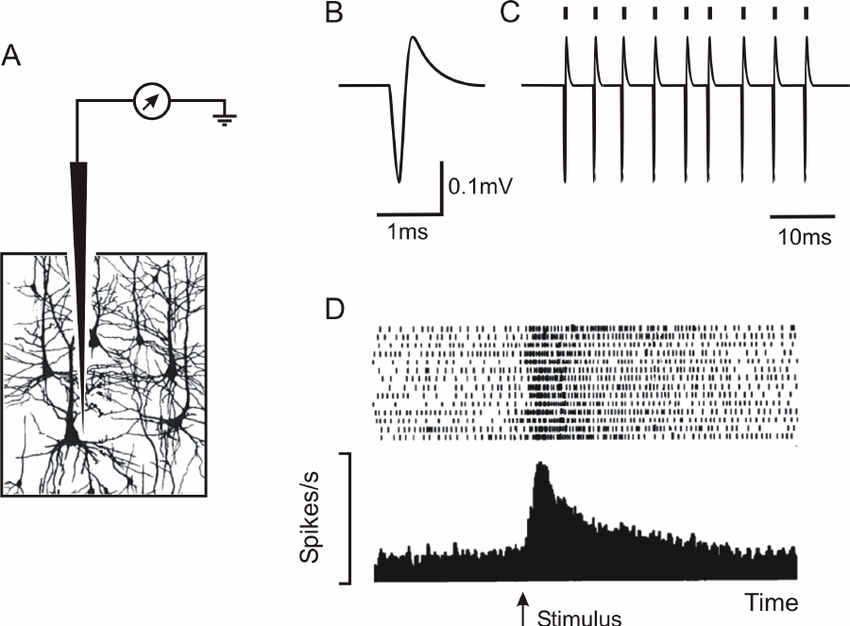 A
B
C
0.1mV
1ms
10ms
D
Spikes/s
Time
Stimulus